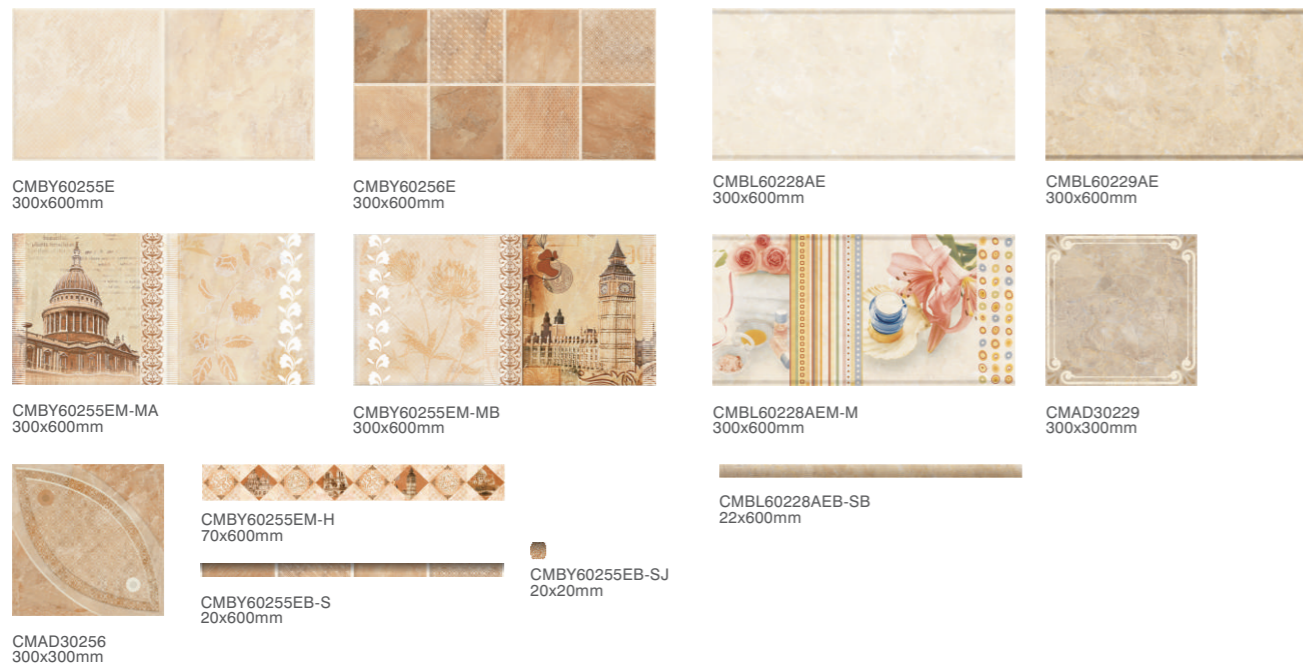 CMBY60255E
300x600mm
CMBY60256E
300x600mm
CMBL60228AE
300x600mm
CMBL60229AE
300x600mm
CMBY60255EM-MA
300x600mm
CMBY60255EM-MB
300x600mm
CMBL60228AEM-M
300x600mm
CMAD30229
300x300mm
CMAD30256
300x300mm
CMBY60255EM-H
70x600mm
CMBY60255EB-S
20x600mm
CMBY60255EB-SJ
20x20mm
CMBL60228AEB-SB
22x600mm